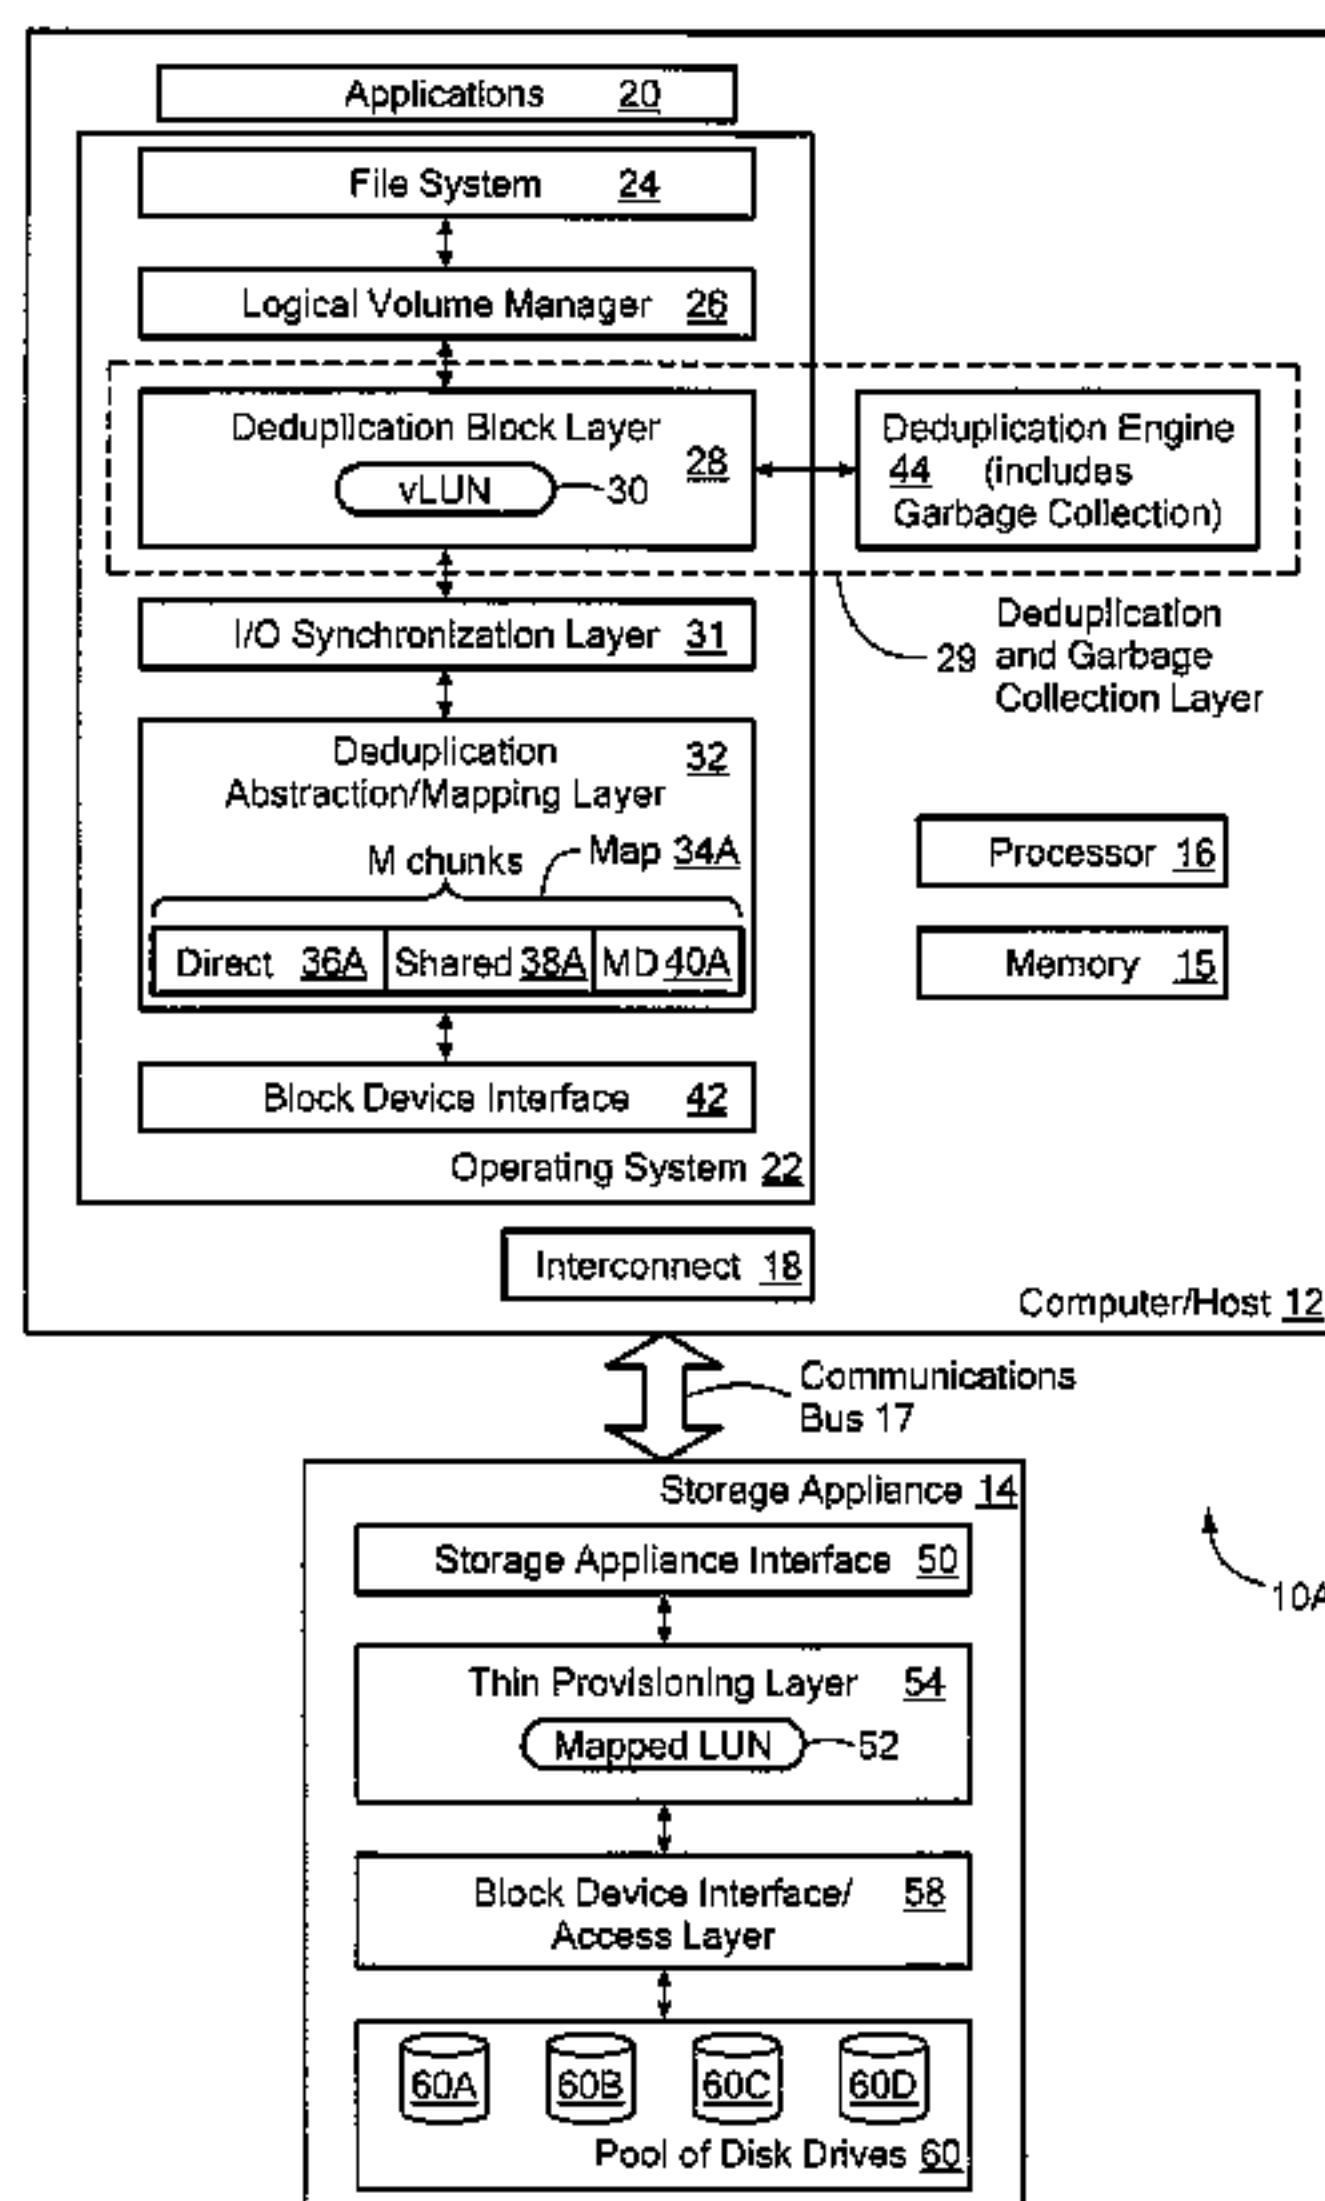 Applications 20
File System 24
Logical Volume Manager 26
Deduplication Block Layer
28
vLUN 30
Deduplication Engine
44 (includes
Garbage Collection)
I/O Synchronization Layer 31
29
Deduplication
and Garbage
Collection Layer
Deduplication
Abstraction/Mapping Layer
32
M chunks
Map 34A
Direct 36A Shared 38A MD 40A
Processor 16
Memory 15
Block Device Interface 42
Operating System 22
Interconnect 18
Computer/Host 12
Communications
Bus 17
Storage Appliance 14
Storage Appliance Interface 50
10A
Thin Provisioning Layer 54
Mapped LUN 52
Block Device Interface/ 58
Access Layer
60A 60B 60C 60D
Pool of Disk Drives 60